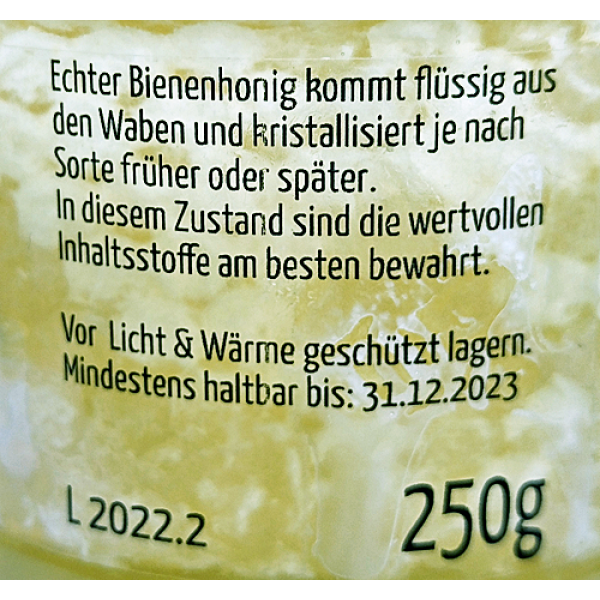 Echter Bienenhonig kommt flüssig aus
den Waben und kristallisiert je nach
Sorte früher oder später.
In diesem Zustand sind die wertvollen
Inhaltsstoffe am besten bewahrt.
Vor Licht & Wärme geschützt lagern.
Mindestens haltbar bis: 31.12.2023
L 2022.2
250g